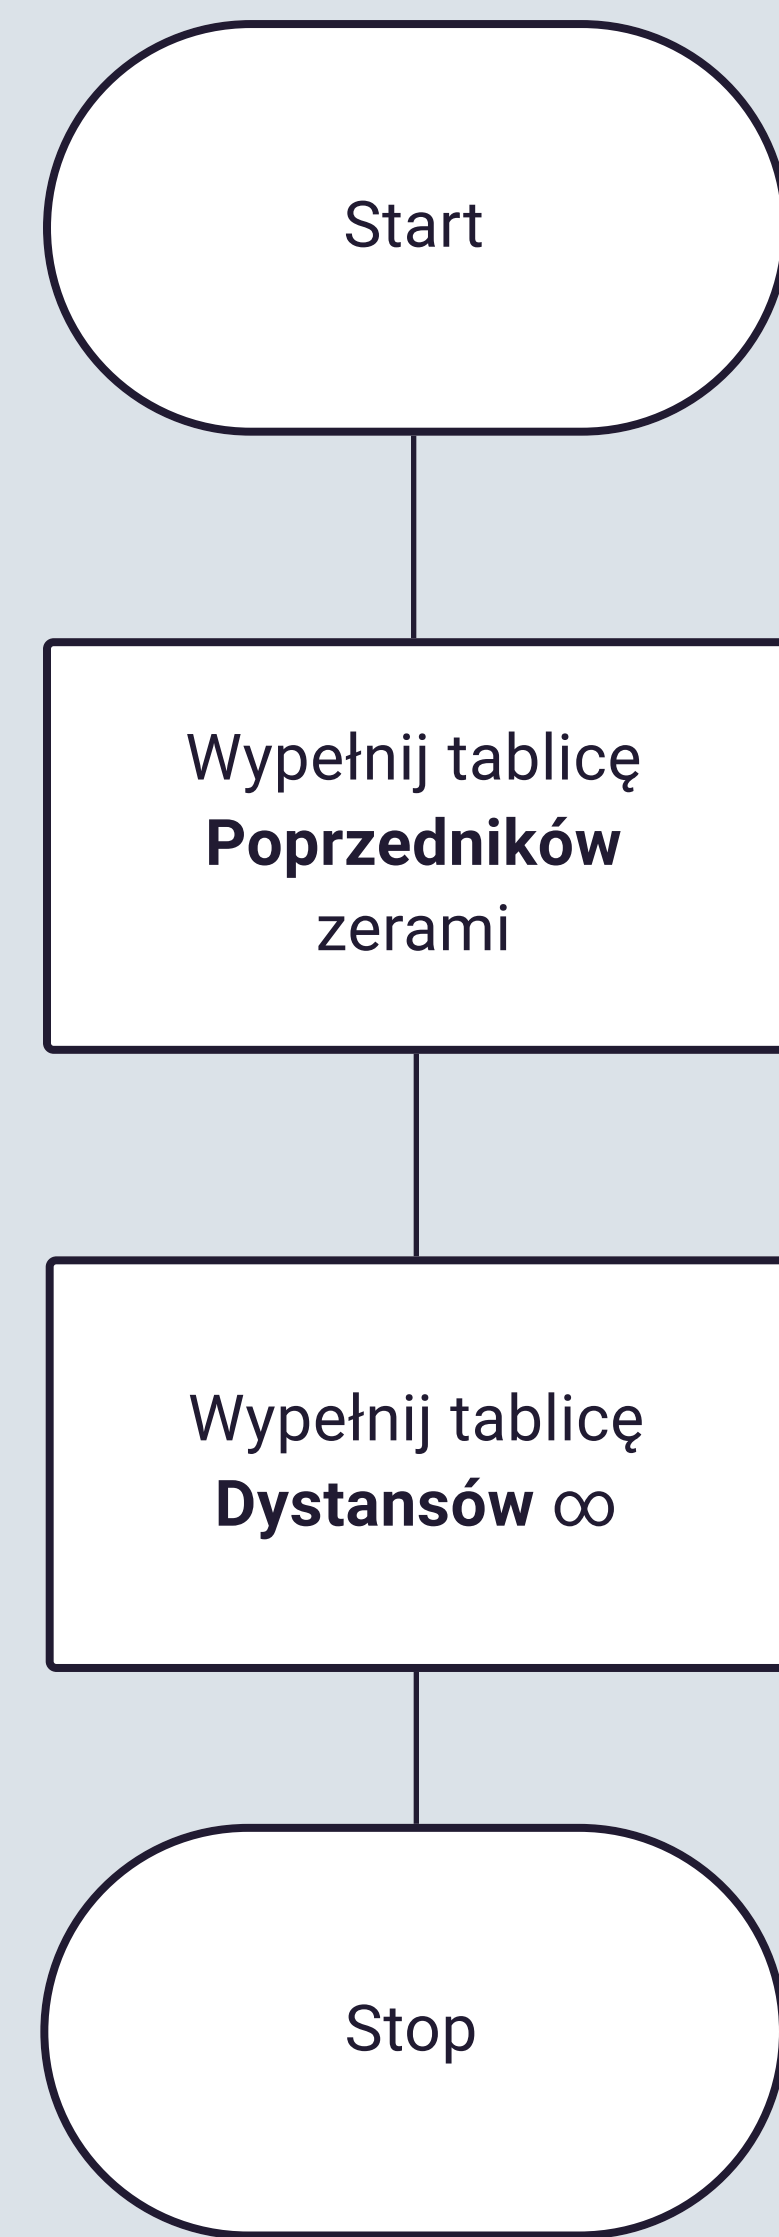 Start
Wypełnij tablicę
Poprzedników
zerami
Wypełnij tablicę
Dystansów ∞
Stop